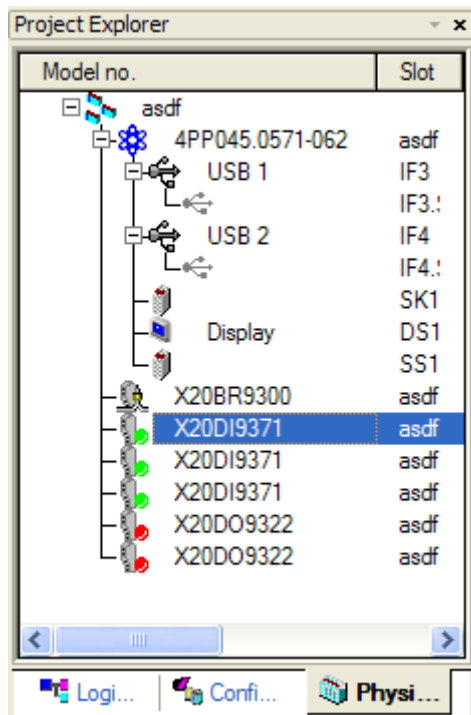 Project Explorer
Model no. Slot
asdf
4PP045.0571-062 asdf
USB 1 IF3
IF3.
USB 2 IF4
IF4.
SK1
Display DS1
SS1
X20BR9300 asdf
X20DI9371 asdf
X20DI9371 asdf
X20DI9371 asdf
X20DO9322 asdf
X20DO9322 asdf
Logi... Confi... Physi...